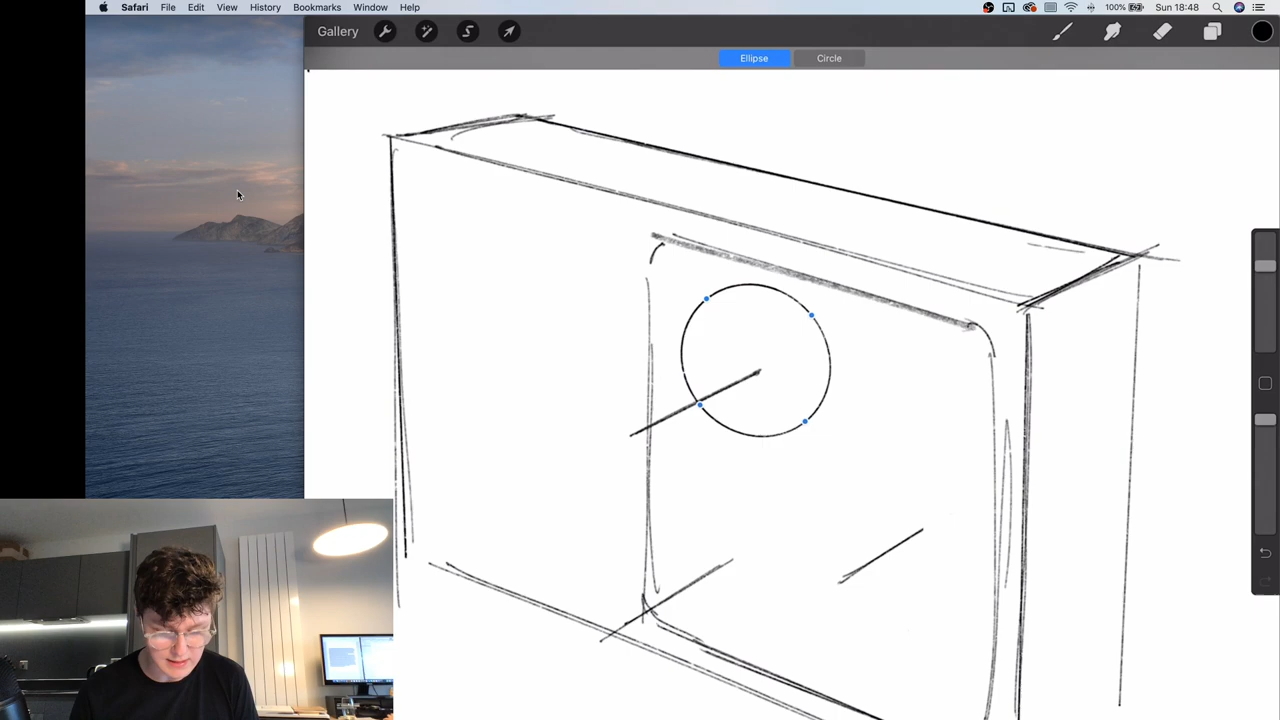 Safari File Edit View History Bookmarks Window Help 100% Sun 18:48
Gallery
Ellipse Circle